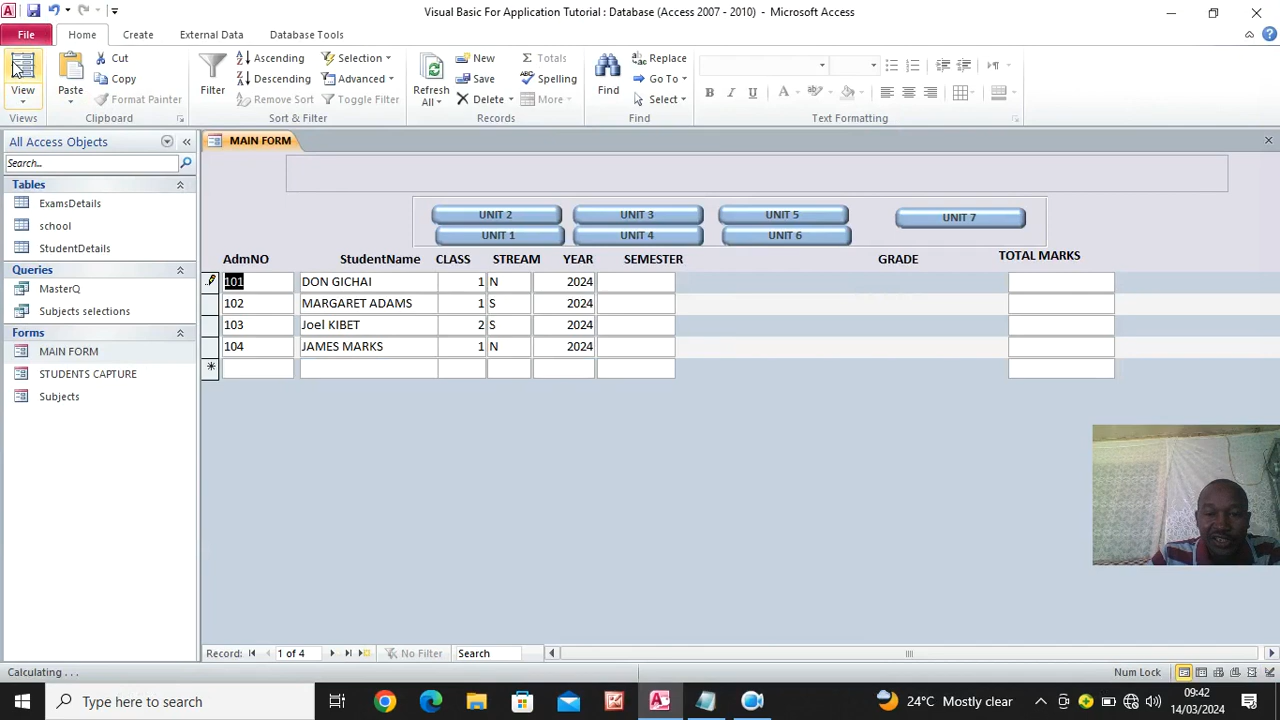 Visual Basic For Application Tutorial : Database (Access 2007 - 2010) - Microsoft Access
File Home Create External Data Database Tools
View
Views
Paste
Cut
Copy
Format Painter
Clipboard
Filter
Ascending
Descending
Remove Sort
Selection
Advanced
Toggle Filter
Sort & Filter
Refresh All
New
Save
Delete
Totals
Spelling
More
Records
Find
Replace
Go To
Select
Find
B I U
A
Text Formatting
All Access Objects
Search...
Tables
ExamsDetails
school
StudentDetails
Queries
MasterQ
Subjects selections
Forms
MAIN FORM
STUDENTS CAPTURE
Subjects
MAIN FORM
UNIT 2 UNIT 3 UNIT 5 UNIT 7
UNIT 1 UNIT 4 UNIT 6
AdmNO StudentName CLASS STREAM YEAR SEMESTER GRADE TOTAL MARKS
101 DON GICHAI 1 N 2024
102 MARGARET ADAMS 1 S 2024
103 Joel KIBET 2 S 2024
104 JAMES MARKS 1 N 2024
Record: 1 of 4 No Filter Search
Calculating . . . Num Lock
Type here to search 24°C Mostly clear 09:42
14/03/2024